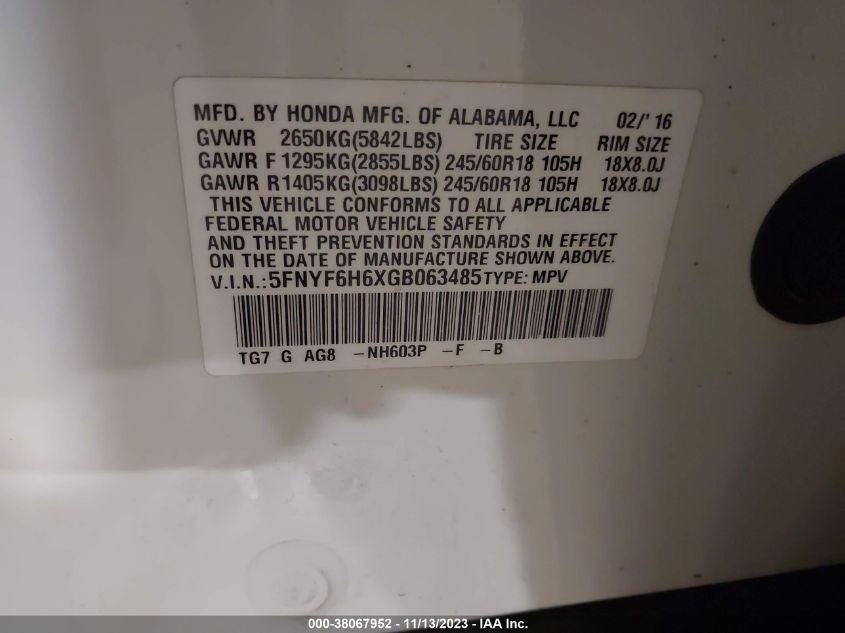 MFD. BY HONDA MFG. OF ALABAMA, LLC 02/'16
GVWR 2650KG(5842LBS) TIRE SIZE RIM SIZE
GAWR F 1295KG(2855LBS) 245/60R18 105H 18X8.0J
GAWR R1405KG(3098LBS) 245/60R18 105H 18X8.0J
THIS VEHICLE CONFORMS TO ALL APPLICABLE
FEDERAL MOTOR VEHICLE SAFETY
AND THEFT PREVENTION STANDARDS IN EFFECT
ON THE DATE OF MANUFACTURE SHOWN ABOVE.
V.I.N.:5FNYF6H6XGB063485 TYPE: MPV
TG7 G AG8 -NH603P -F -B
000-38067952 - 11/13/2023 - IAA Inc.